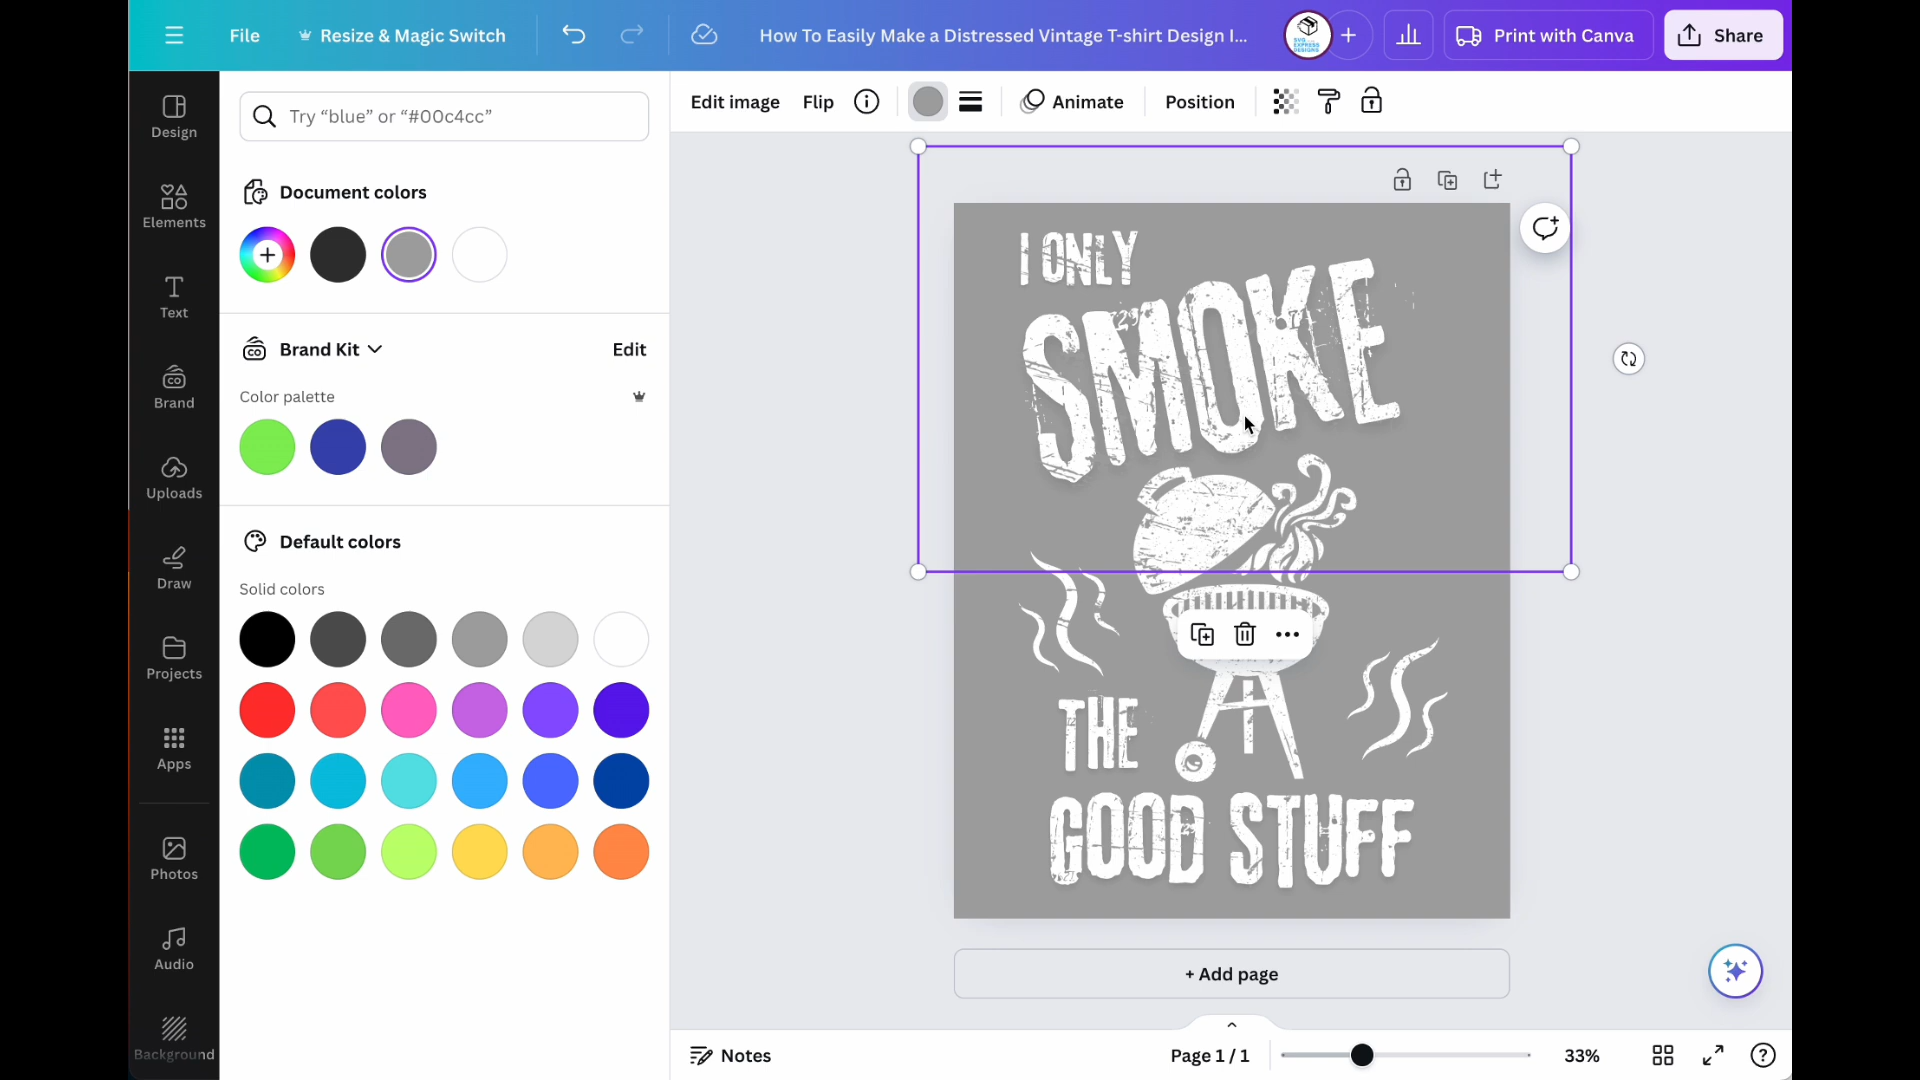 File
Resize & Magic Switch
How To Easily Make a Distressed Vintage T-shirt Design I...
SVG
EXPRESS
DESIGNS
Print with Canva
Share
Design
Elements
Text
Brand
Uploads
Draw
Projects
Apps
Photos
Audio
Background
Try “blue” or “#00c4cc”
Document colors
Brand Kit
Edit
Color palette
Default colors
Solid colors
Edit image
Flip
Animate
Position
I ONLY
SMOKE
THE
GOOD STUFF
+ Add page
Notes
Page 1 / 1
33%